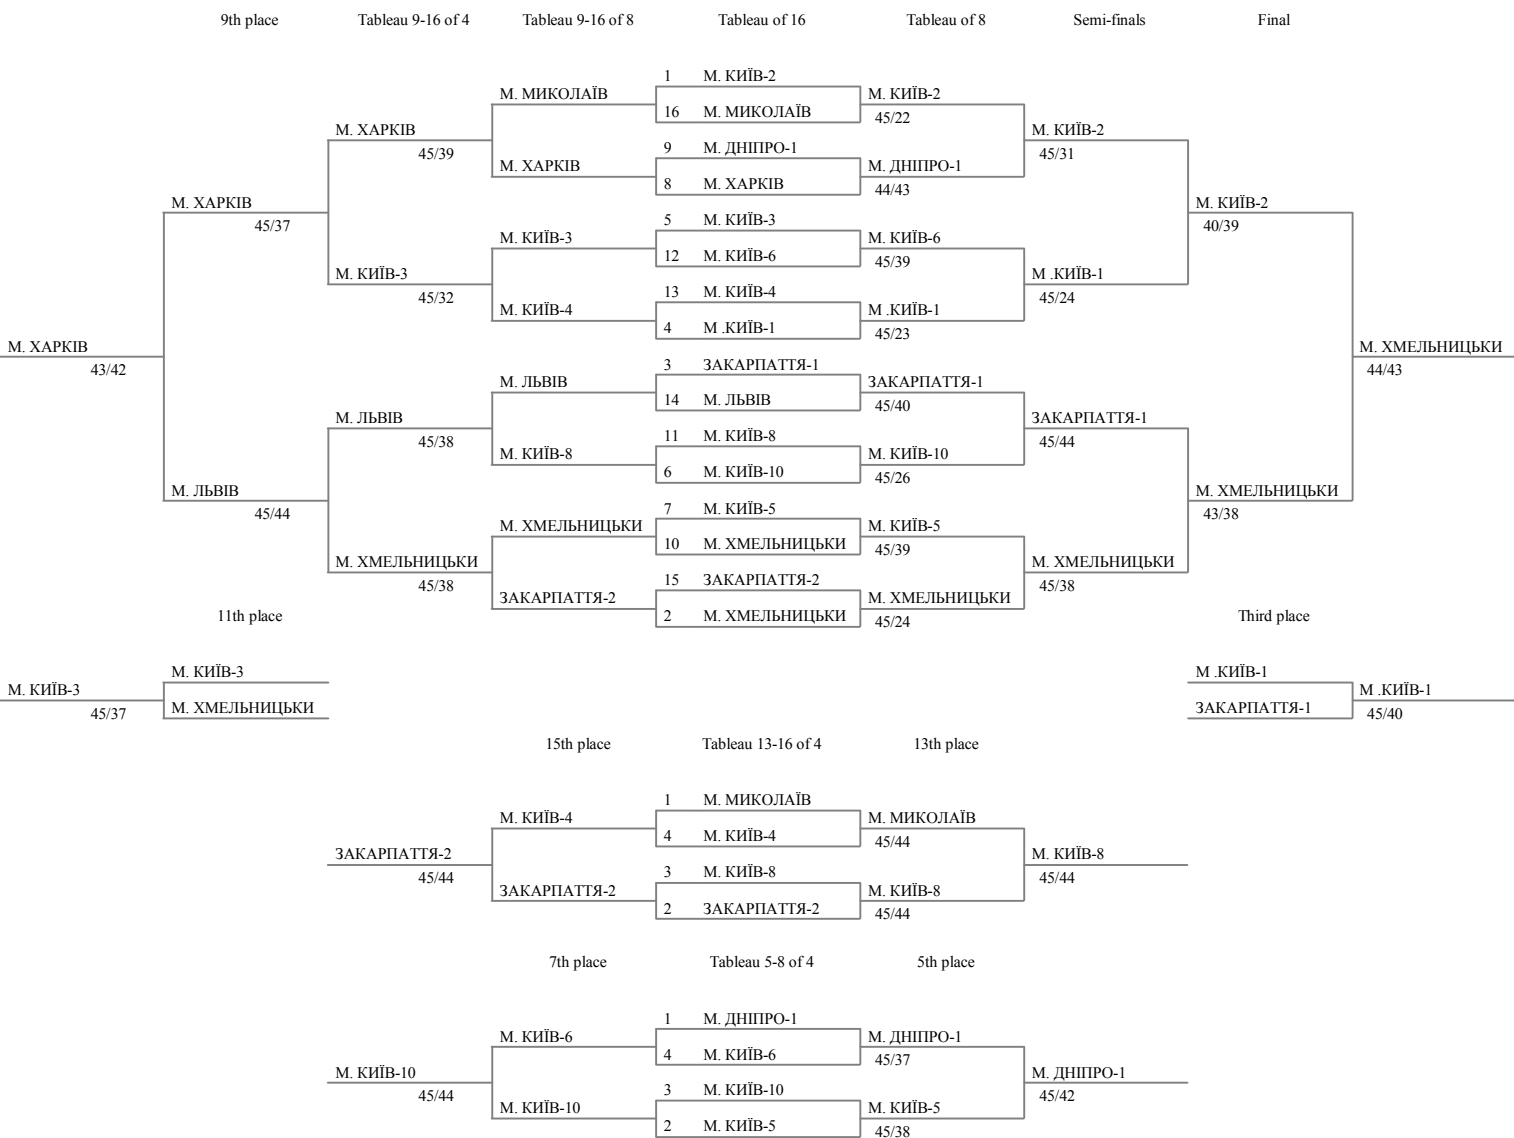 9th place Tableau 9-16 of 4 Tableau 9-16 of 8 Tableau of 16 Tableau of 8 Semi-finals Final
1 М. КИЇВ-2
М. МИКОЛАЇВ М. КИЇВ-2
16 М. МИКОЛАЇВ 45/22
М. ХАРКІВ М. КИЇВ-2
45/39 9 М. ДНІПРО-1 45/31
М. ХАРКІВ М. ДНІПРО-1
8 М. ХАРКІВ 44/43
М. ХАРКІВ М. КИЇВ-2
45/37 5 М. КИЇВ-3 40/39
М. КИЇВ-3 М. КИЇВ-6
12 М. КИЇВ-6 45/39
М. КИЇВ-3 М .КИЇВ-1
45/32 13 М. КИЇВ-4 45/24
М. КИЇВ-4 М .КИЇВ-1
4 М .КИЇВ-1 45/23
М. ХАРКІВ М. ХМЕЛЬНИЦЬКИ
43/42 3 ЗАКАРПАТТЯ-1 44/43
М. ЛЬВІВ ЗАКАРПАТТЯ-1
14 М. ЛЬВІВ 45/40
М. ЛЬВІВ ЗАКАРПАТТЯ-1
45/38 11 М. КИЇВ-8 45/44
М. КИЇВ-8 М. КИЇВ-10
6 М. КИЇВ-10 45/26
М. ЛЬВІВ М. ХМЕЛЬНИЦЬКИ
45/44 7 М. КИЇВ-5 43/38
М. ХМЕЛЬНИЦЬКИ М. КИЇВ-5
10 М. ХМЕЛЬНИЦЬКИ 45/39
М. ХМЕЛЬНИЦЬКИ М. ХМЕЛЬНИЦЬКИ
45/38 15 ЗАКАРПАТТЯ-2 45/38
ЗАКАРПАТТЯ-2 М. ХМЕЛЬНИЦЬКИ
11th place 2 М. ХМЕЛЬНИЦЬКИ 45/24 Third place
М. КИЇВ-3 М .КИЇВ-1
М. КИЇВ-3 М .КИЇВ-1
45/37 М. ХМЕЛЬНИЦЬКИ ЗАКАРПАТТЯ-1 45/40
15th place Tableau 13-16 of 4 13th place
1 М. МИКОЛАЇВ
М. КИЇВ-4 М. МИКОЛАЇВ
4 М. КИЇВ-4 45/44
ЗАКАРПАТТЯ-2 М. КИЇВ-8
45/44 3 М. КИЇВ-8 45/44
ЗАКАРПАТТЯ-2 М. КИЇВ-8
2 ЗАКАРПАТТЯ-2 45/44
7th place Tableau 5-8 of 4 5th place
1 М. ДНІПРО-1
М. КИЇВ-6 М. ДНІПРО-1
4 М. КИЇВ-6 45/37
М. КИЇВ-10 М. ДНІПРО-1
45/44 3 М. КИЇВ-10 45/42
М. КИЇВ-10 М. КИЇВ-5
2 М. КИЇВ-5 45/38